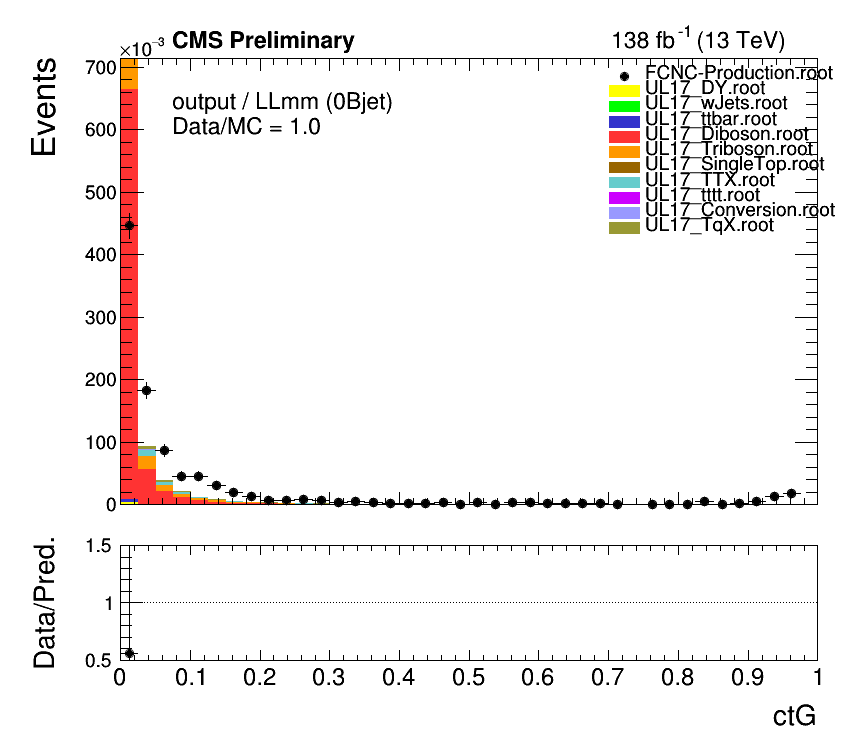 ×10⁻³ CMS Preliminary 138 fb⁻¹ (13 TeV)
Events
output / LLmm (0Bjet)
Data/MC = 1.0
FCNC-Production.root
UL17_DY.root
UL17_wJets.root
UL17_ttbar.root
UL17_Diboson.root
UL17_Triboson.root
UL17_SingleTop.root
UL17_TTX.root
UL17_tttt.root
UL17_Conversion.root
UL17_TqX.root
700
600
500
400
300
200
100
0
Data/Pred.
1.5
1
0.5
0 0.1 0.2 0.3 0.4 0.5 0.6 0.7 0.8 0.9 1
ctG